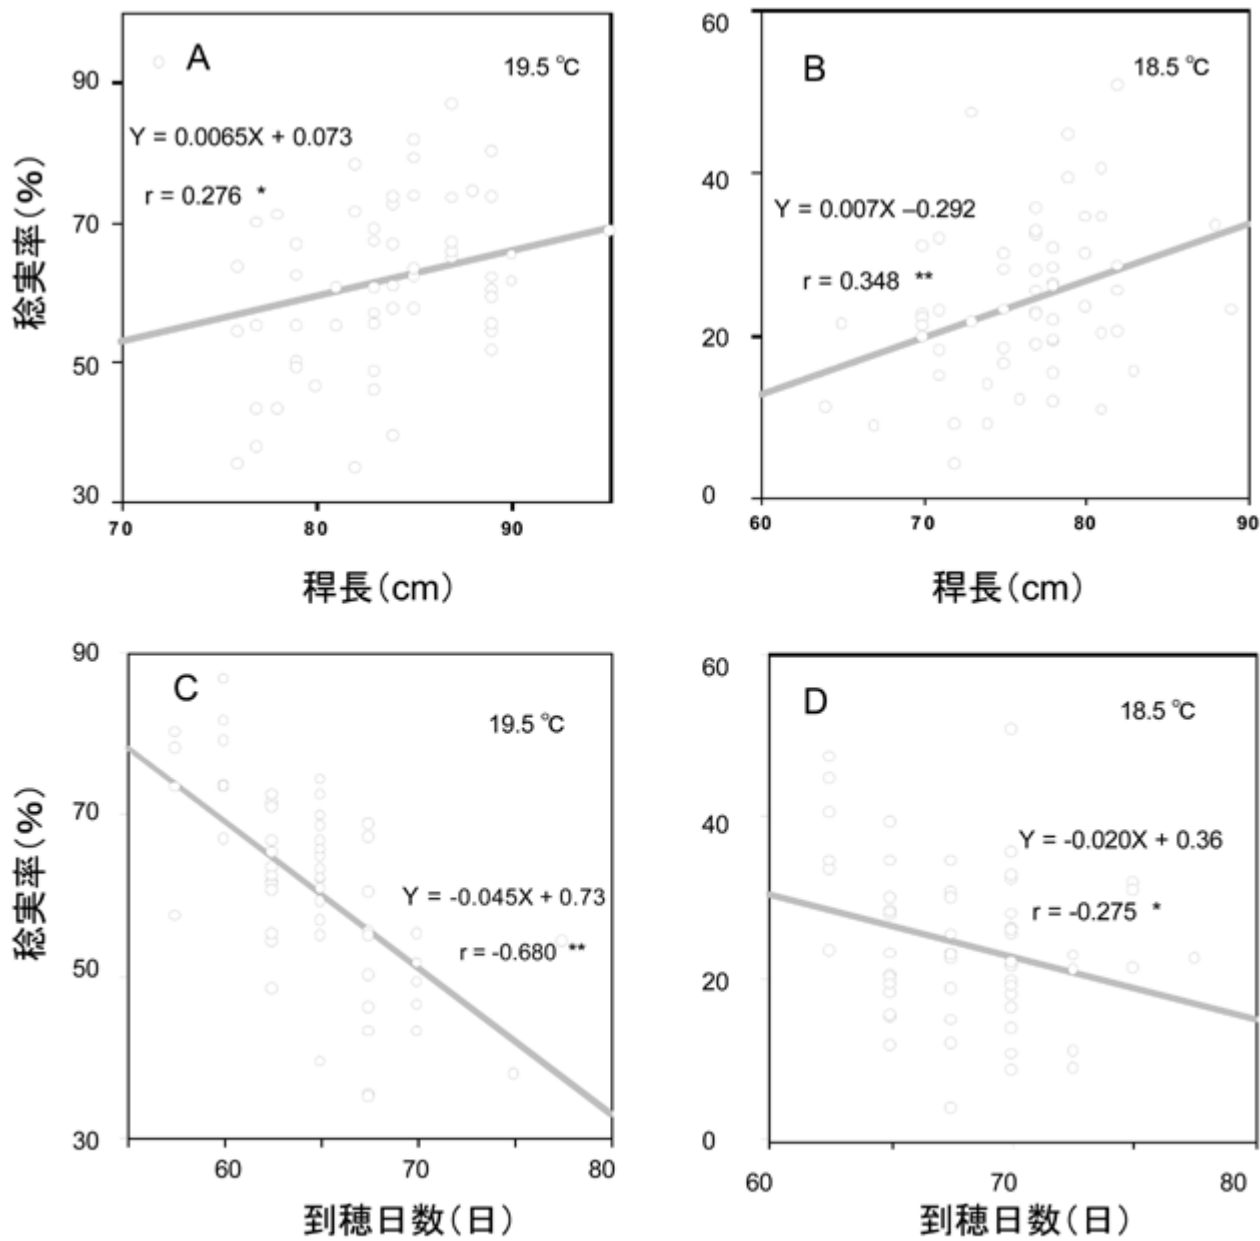 A
19.5 ℃
90
Y = 0.0065X + 0.073
r = 0.276 *
70
50
30
70
80
90
稔実率(%)
稈長(cm)
60
B
18.5 ℃
40
Y = 0.007X –0.292
r = 0.348 **
20
0
60
70
80
90
稈長(cm)
90
C
19.5 ℃
70
Y = -0.045X + 0.73
r = -0.680 **
50
30
60
70
80
稔実率(%)
到穂日数(日)
60
D
18.5 ℃
40
Y = -0.020X + 0.36
r = -0.275 *
20
0
60
70
80
到穂日数(日)